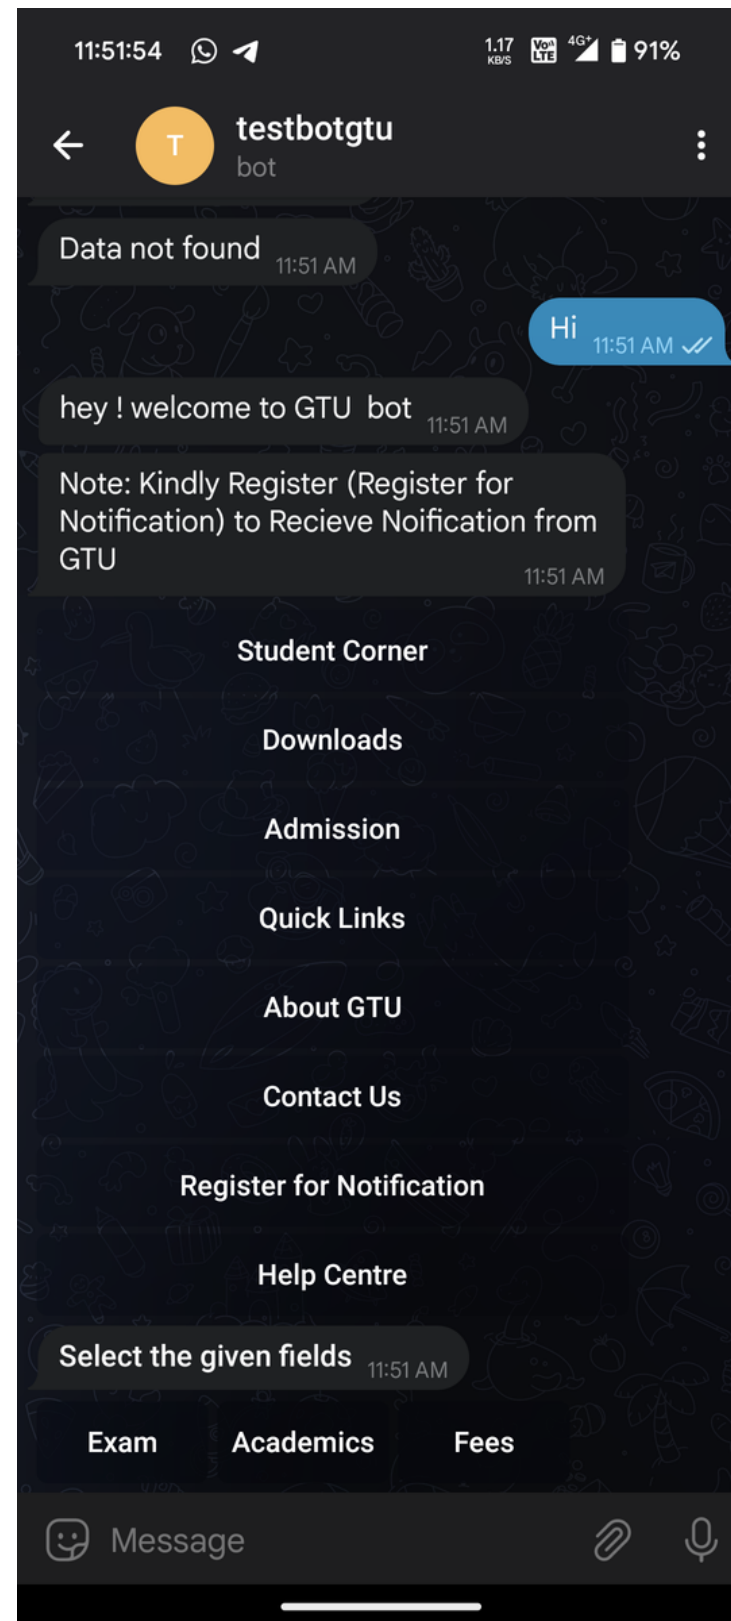 11:51:54
1.17 KB/S Vo)) LTE 4G+ 91%
T
testbotgtu
bot
Data not found 11:51 AM
Hi 11:51 AM
hey ! welcome to GTU  bot 11:51 AM
Note: Kindly Register (Register for
Notification) to Recieve Noification from
GTU
11:51 AM
Student Corner
Downloads
Admission
Quick Links
About GTU
Contact Us
Register for Notification
Help Centre
Select the given fields 11:51 AM
Exam Academics Fees
Message